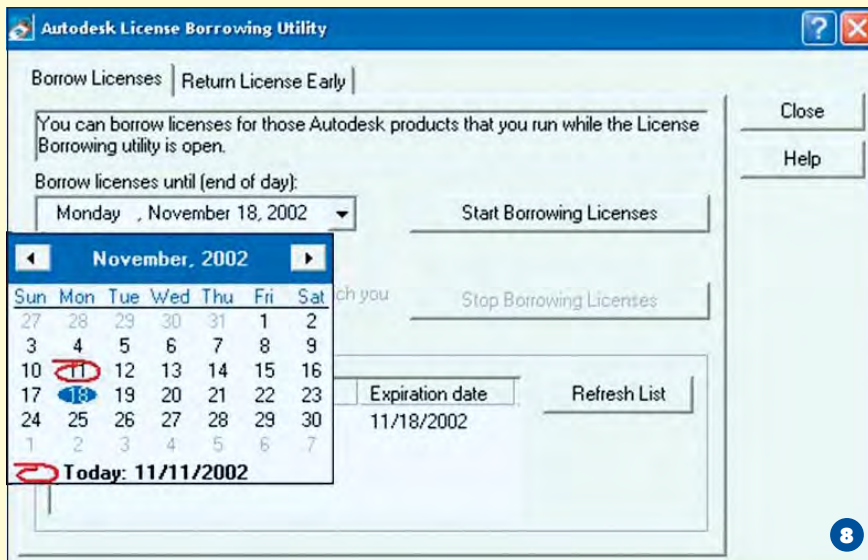 Autodesk License Borrowing Utility
Borrow Licenses
Return License Early
You can borrow licenses for those Autodesk products that you run while the License
Borrowing utility is open.
Close
Help
Borrow licenses until (end of day):
Monday , November 18, 2002
Start Borrowing Licenses
November, 2002
Sun Mon Tue Wed Thu Fri Sat
27 28 29 30 31 1 2
3 4 5 6 7 8 9
10 11 12 13 14 15 16
17 18 19 20 21 22 23
24 25 26 27 28 29 30
1 2 3 4 5 6 7
Today: 11/11/2002
you
Stop Borrowing Licenses
Expiration date
11/18/2002
Refresh List
8